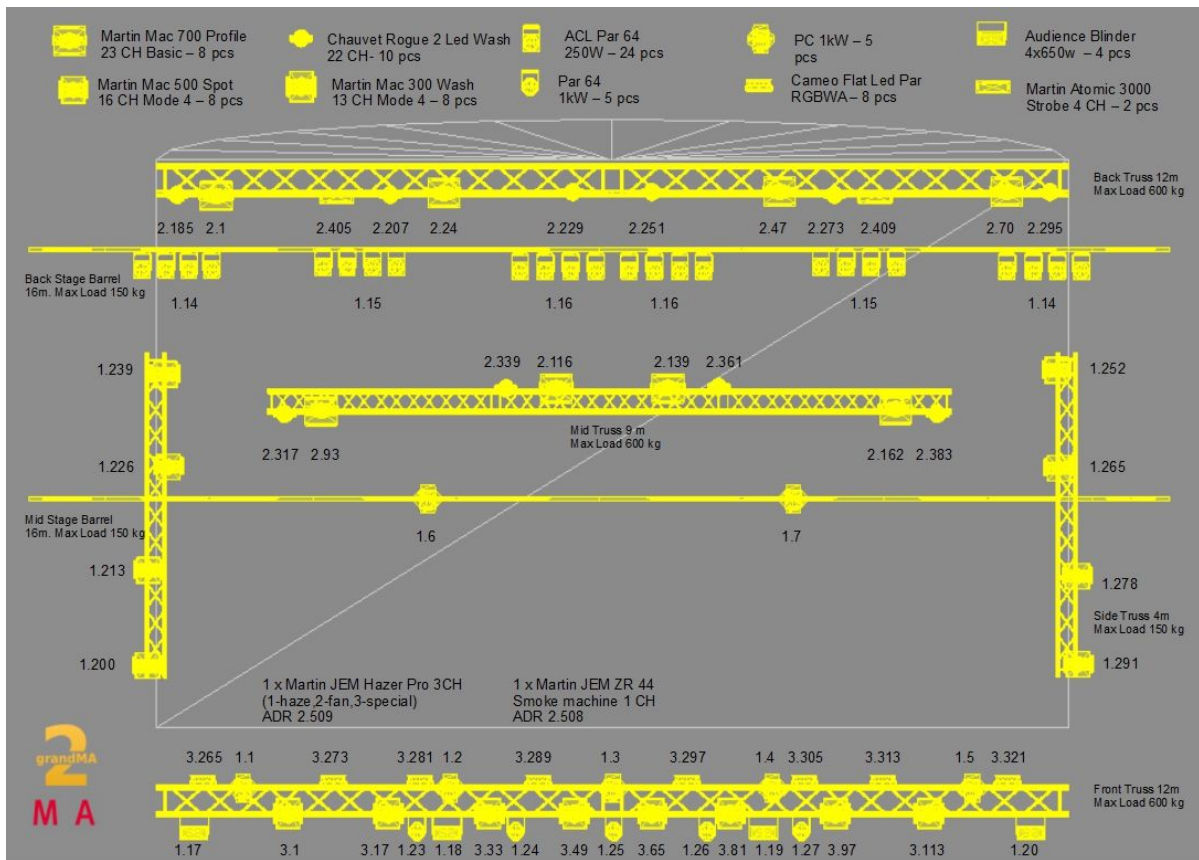 Martin Mac 700 Profile
23 CH Basic – 8 pcs
Chauvet Rogue 2 Led Wash
22 CH- 10 pcs
ACL Par 64
250W – 24 pcs
PC 1kW – 5
pcs
Audience Blinder
4x650w – 4 pcs
Martin Mac 500 Spot
16 CH Mode 4 – 8 pcs
Martin Mac 300 Wash
13 CH Mode 4 – 8 pcs
Par 64
1kW – 5 pcs
Cameo Flat Led Par
RGBWA – 8 pcs
Martin Atomic 3000
Strobe 4 CH – 2 pcs
Back Truss 12m
Max Load 600 kg
2.185 2.1 2.405 2.207 2.24 2.229 2.251 2.47 2.273 2.409 2.70 2.295
Back Stage Barrel
16m. Max Load 150 kg
1.14 1.15 1.16 1.16 1.15 1.14
2.339 2.116 2.139 2.361
1.239 1.252
Mid Truss 9 m
Max Load 600 kg
2.317 2.93 2.162 2.383
1.226 1.265
Mid Stage Barrel
16m. Max Load 150 kg
1.6 1.7
1.213 1.278
Side Truss 4m
Max Load 150 kg
1.200 1.291
1 x Martin JEM Hazer Pro 3CH
(1-haze,2-fan,3-special)
ADR 2.509
1 x Martin JEM ZR 44
Smoke machine 1 CH
ADR 2.508
2
grandMA
M A
3.265 1.1 3.273 3.281 1.2 3.289 1.3 3.297 1.4 3.305 3.313 1.5 3.321
Front Truss 12m
Max Load 600 kg
1.17 3.1 3.17 1.23 1.18 3.33 1.24 3.49 1.25 3.65 1.26 3.81 1.19 1.27 3.97 3.113 1.20